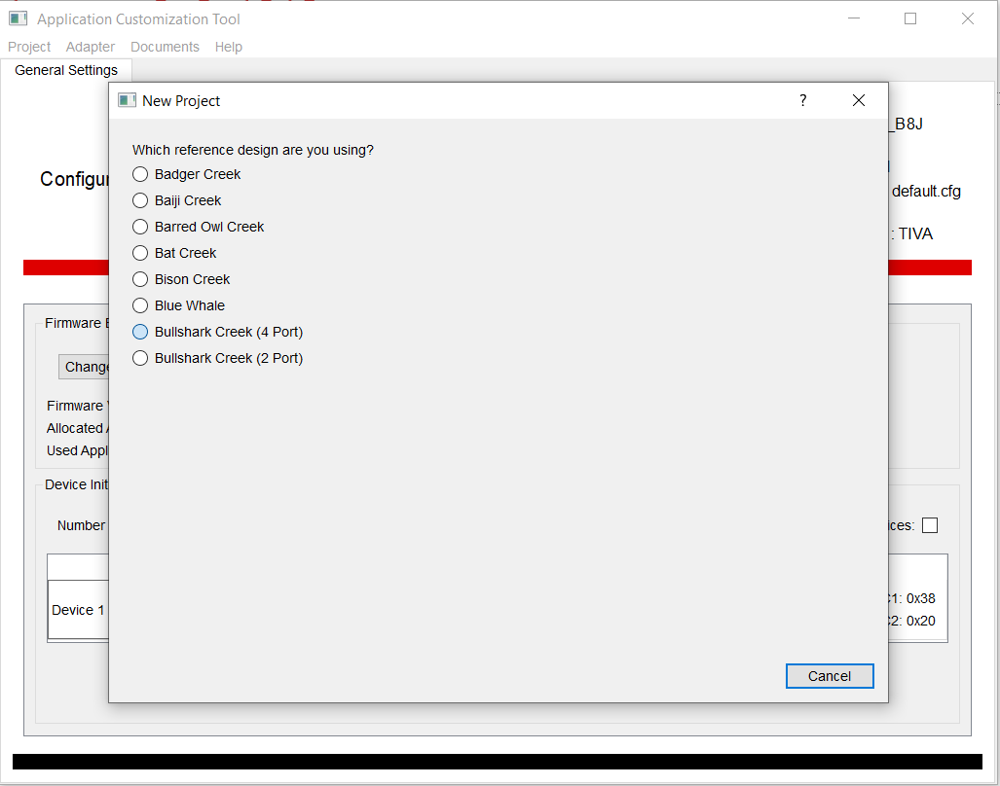 Application Customization Tool
Project Adapter Documents Help
General Settings
New Project
?
_B8J
Which reference design are you using?
Badger Creek
Configur
default.cfg
Baiji Creek
Barred Owl Creek
: TIVA
Bat Creek
Bison Creek
Blue Whale
Firmware
Bullshark Creek (4 Port)
Bullshark Creek (2 Port)
Change
Firmware
Allocated
Used Appl
Device Init
Number
ices:
Device 1
C1: 0x38
C2: 0x20
Cancel